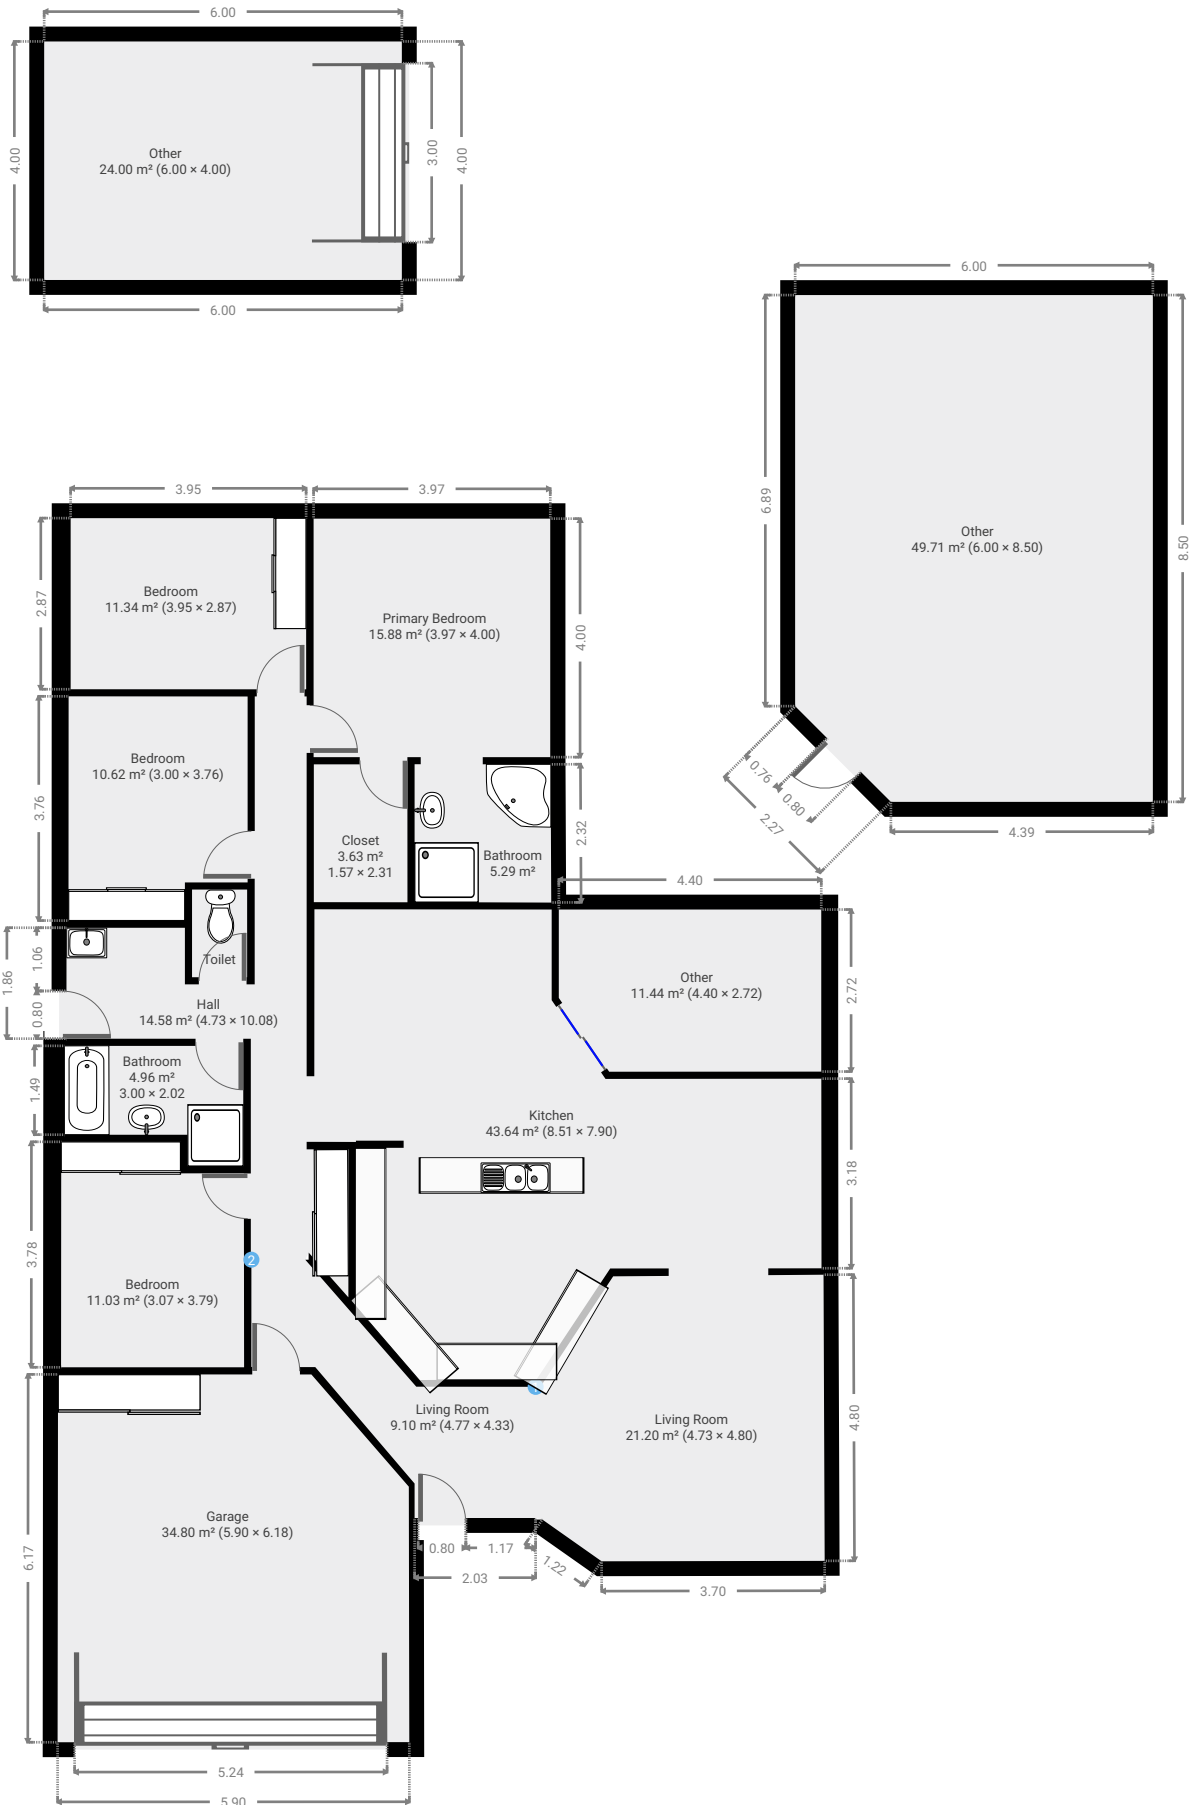 6.00
4.00
3.00
4.00
Other
24.00 m² (6.00 × 4.00)
6.00
6.00
6.89
8.50
Other
49.71 m² (6.00 × 8.50)
0.76
0.80
2.27
4.39
3.95
3.97
2.87
Bedroom
11.34 m² (3.95 × 2.87)
Primary Bedroom
15.88 m² (3.97 × 4.00)
4.00
Bedroom
10.62 m² (3.00 × 3.76)
3.76
Closet
3.63 m²
1.57 × 2.31
Bathroom
5.29 m²
2.32
4.40
1.86
1.06
0.80
Toilet
Hall
14.58 m² (4.73 × 10.08)
Other
11.44 m² (4.40 × 2.72)
2.72
1.49
Bathroom
4.96 m²
3.00 × 2.02
Kitchen
43.64 m² (8.51 × 7.90)
3.18
3.78
2
Bedroom
11.03 m² (3.07 × 3.79)
Living Room
9.10 m² (4.77 × 4.33)
Living Room
21.20 m² (4.73 × 4.80)
4.80
Garage
34.80 m² (5.90 × 6.18)
6.17
0.80
1.17
2.03
1.22
3.70
5.24
5.90